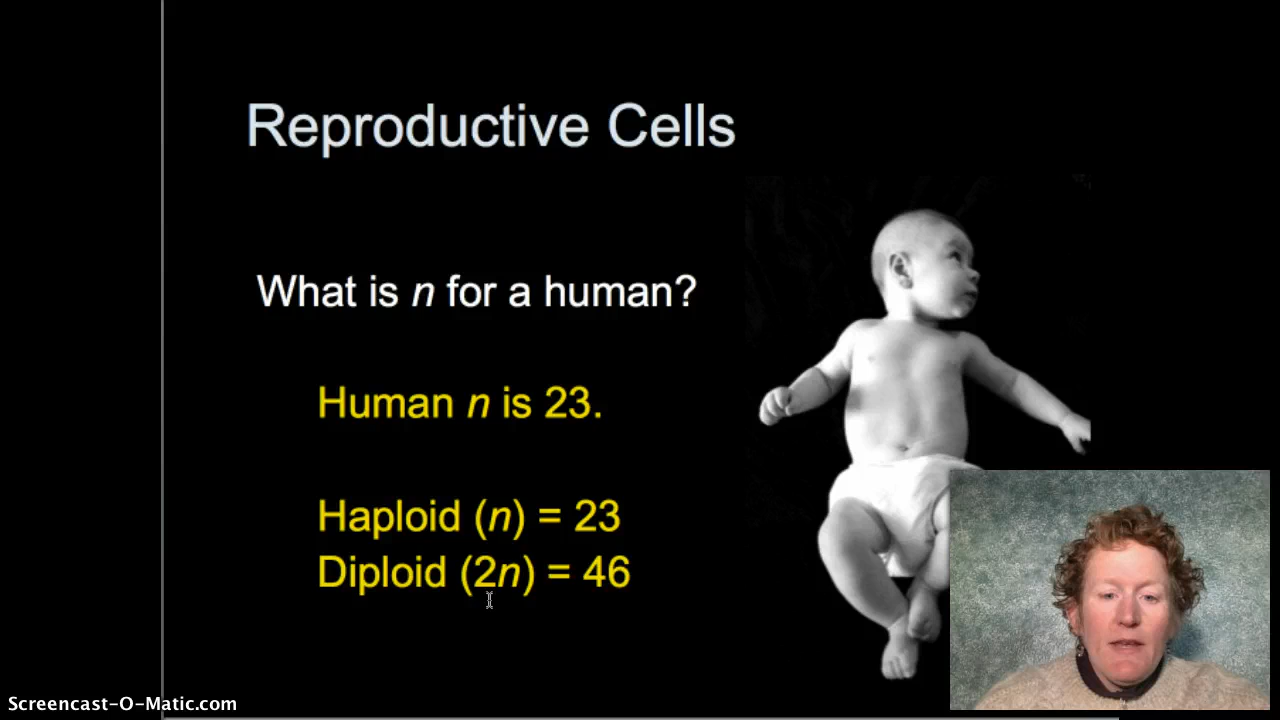 Reproductive Cells
What is n for a human?
Human n is 23.
Haploid (n) = 23
Diploid (2n) = 46
Screencast-O-Matic.com